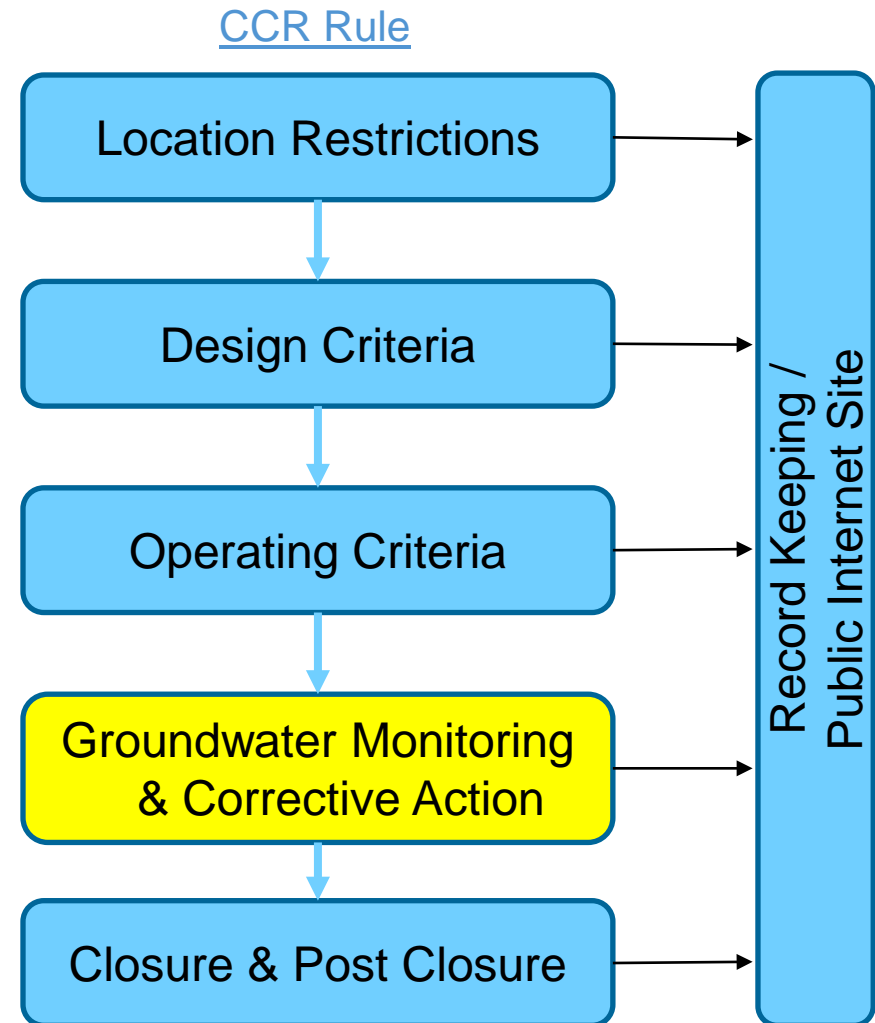 CCR Rule
Location Restrictions
Design Criteria
Operating Criteria
Groundwater Monitoring
& Corrective Action
Closure & Post Closure
Record Keeping /
Public Internet Site